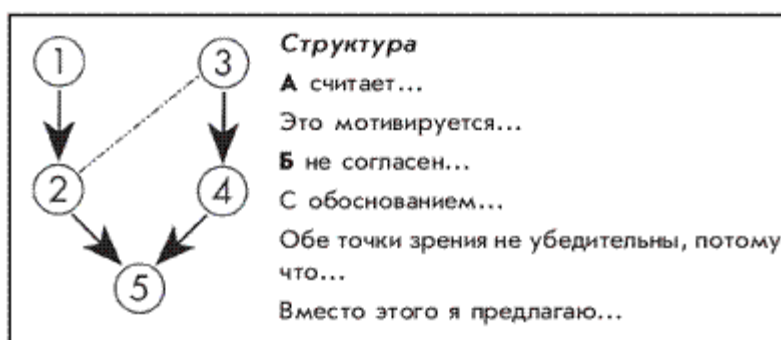 1
3
2
4
5
Структура
А считает...
Это мотивируется...
Б не согласен...
С обоснованием...
Обе точки зрения не убедительны, потому
что...
Вместо этого я предлагаю...